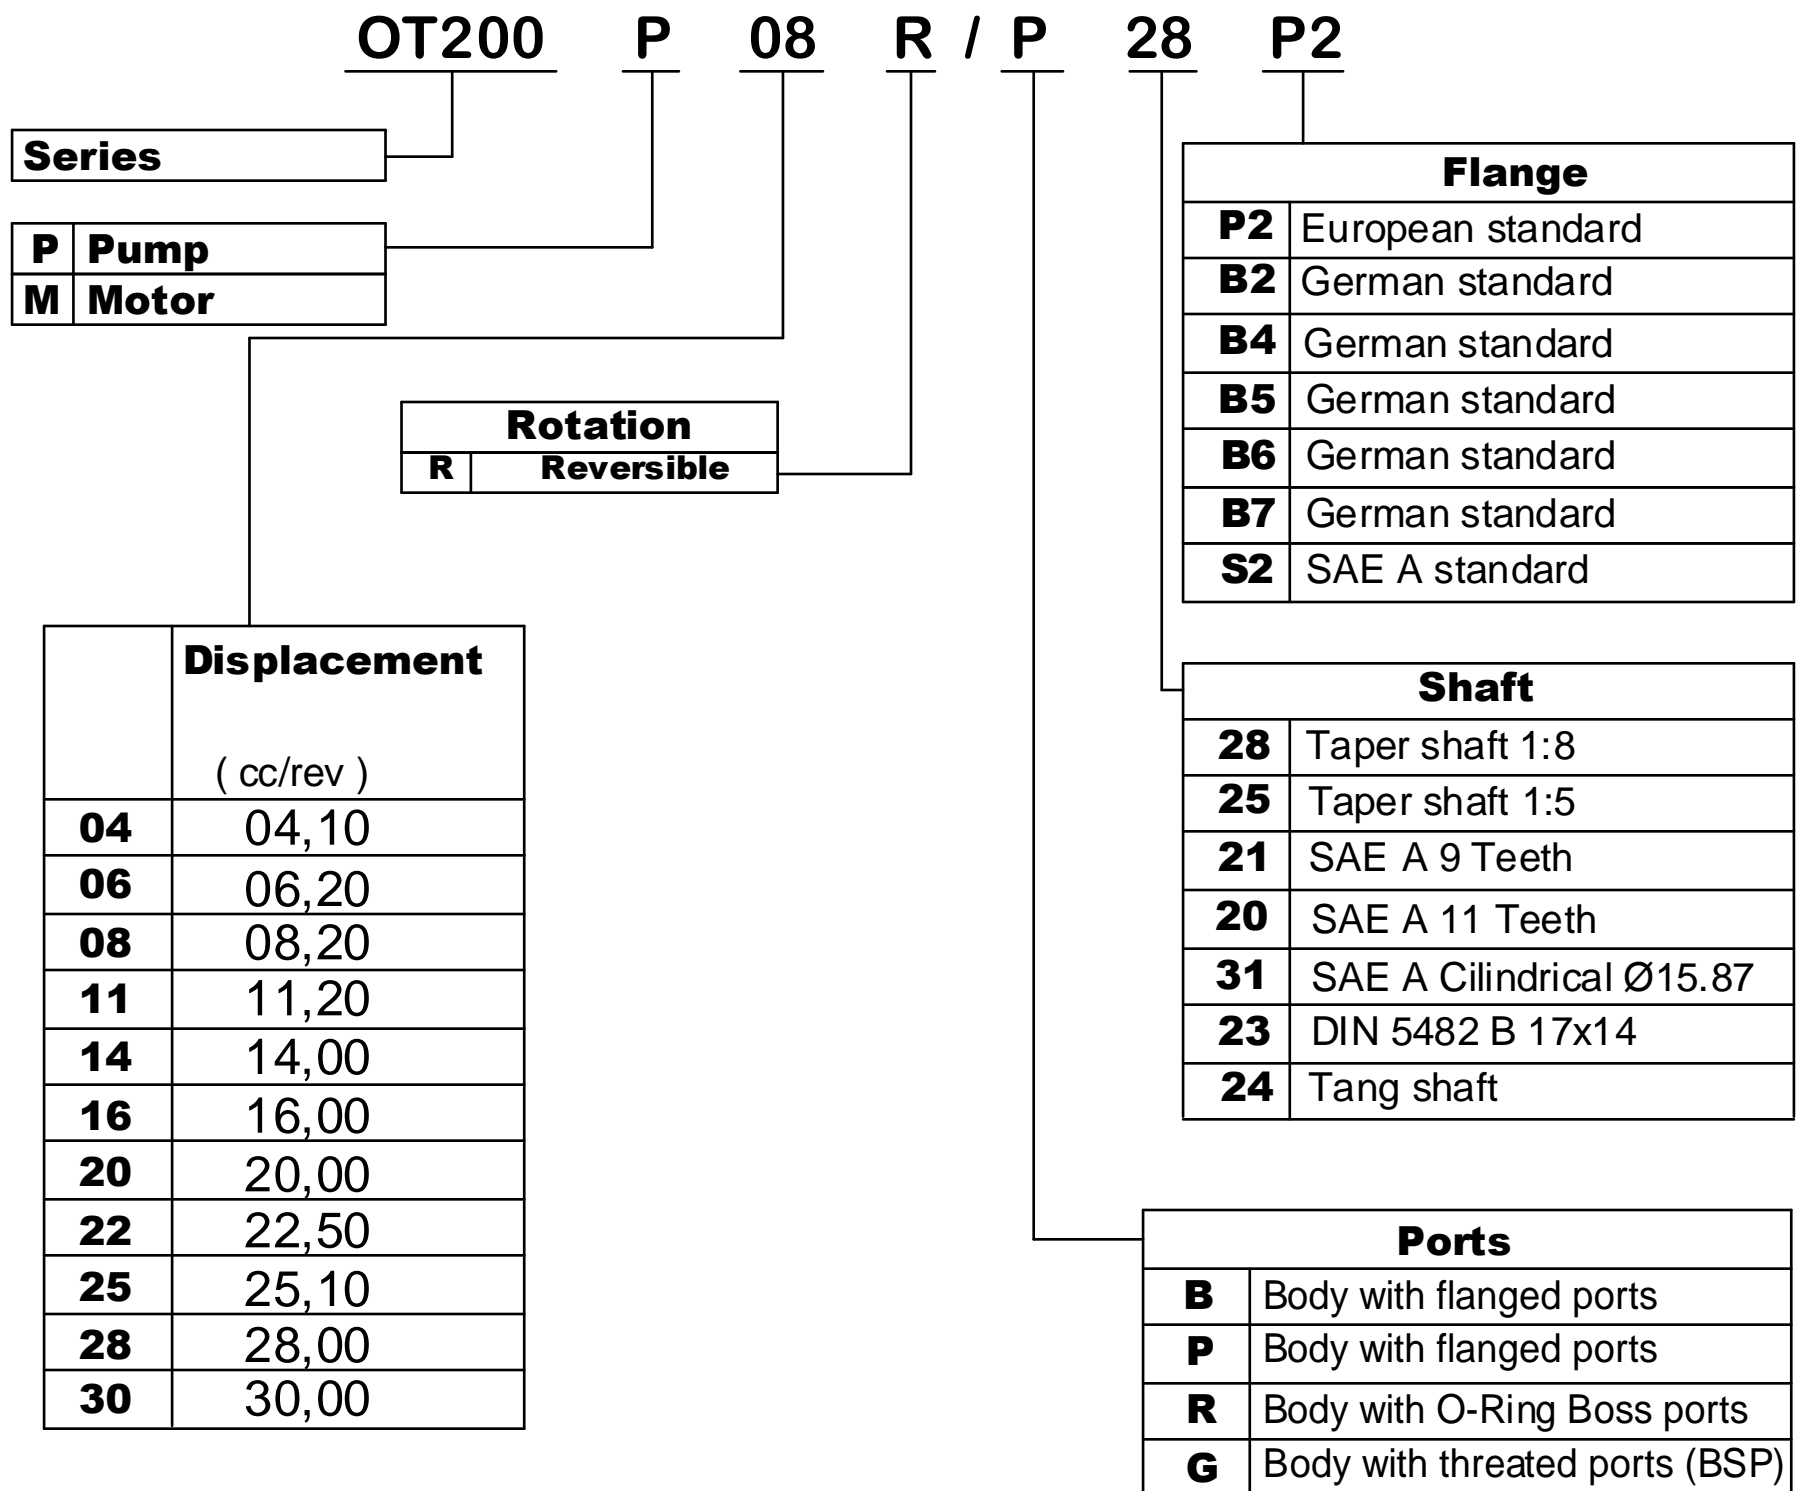 OT200 P 08 R / P 28 P2
Series
P Pump
M Motor
Rotation
R Reversible
Displacement
( cc/rev )
04 04,10
06 06,20
08 08,20
11 11,20
14 14,00
16 16,00
20 20,00
22 22,50
25 25,10
28 28,00
30 30,00
Flange
P2 European standard
B2 German standard
B4 German standard
B5 German standard
B6 German standard
B7 German standard
S2 SAE A standard
Shaft
28 Taper shaft 1:8
25 Taper shaft 1:5
21 SAE A 9 Teeth
20 SAE A 11 Teeth
31 SAE A Cilindrical Ø15.87
23 DIN 5482 B 17x14
24 Tang shaft
Ports
B Body with flanged ports
P Body with flanged ports
R Body with O-Ring Boss ports
G Body with threated ports (BSP)